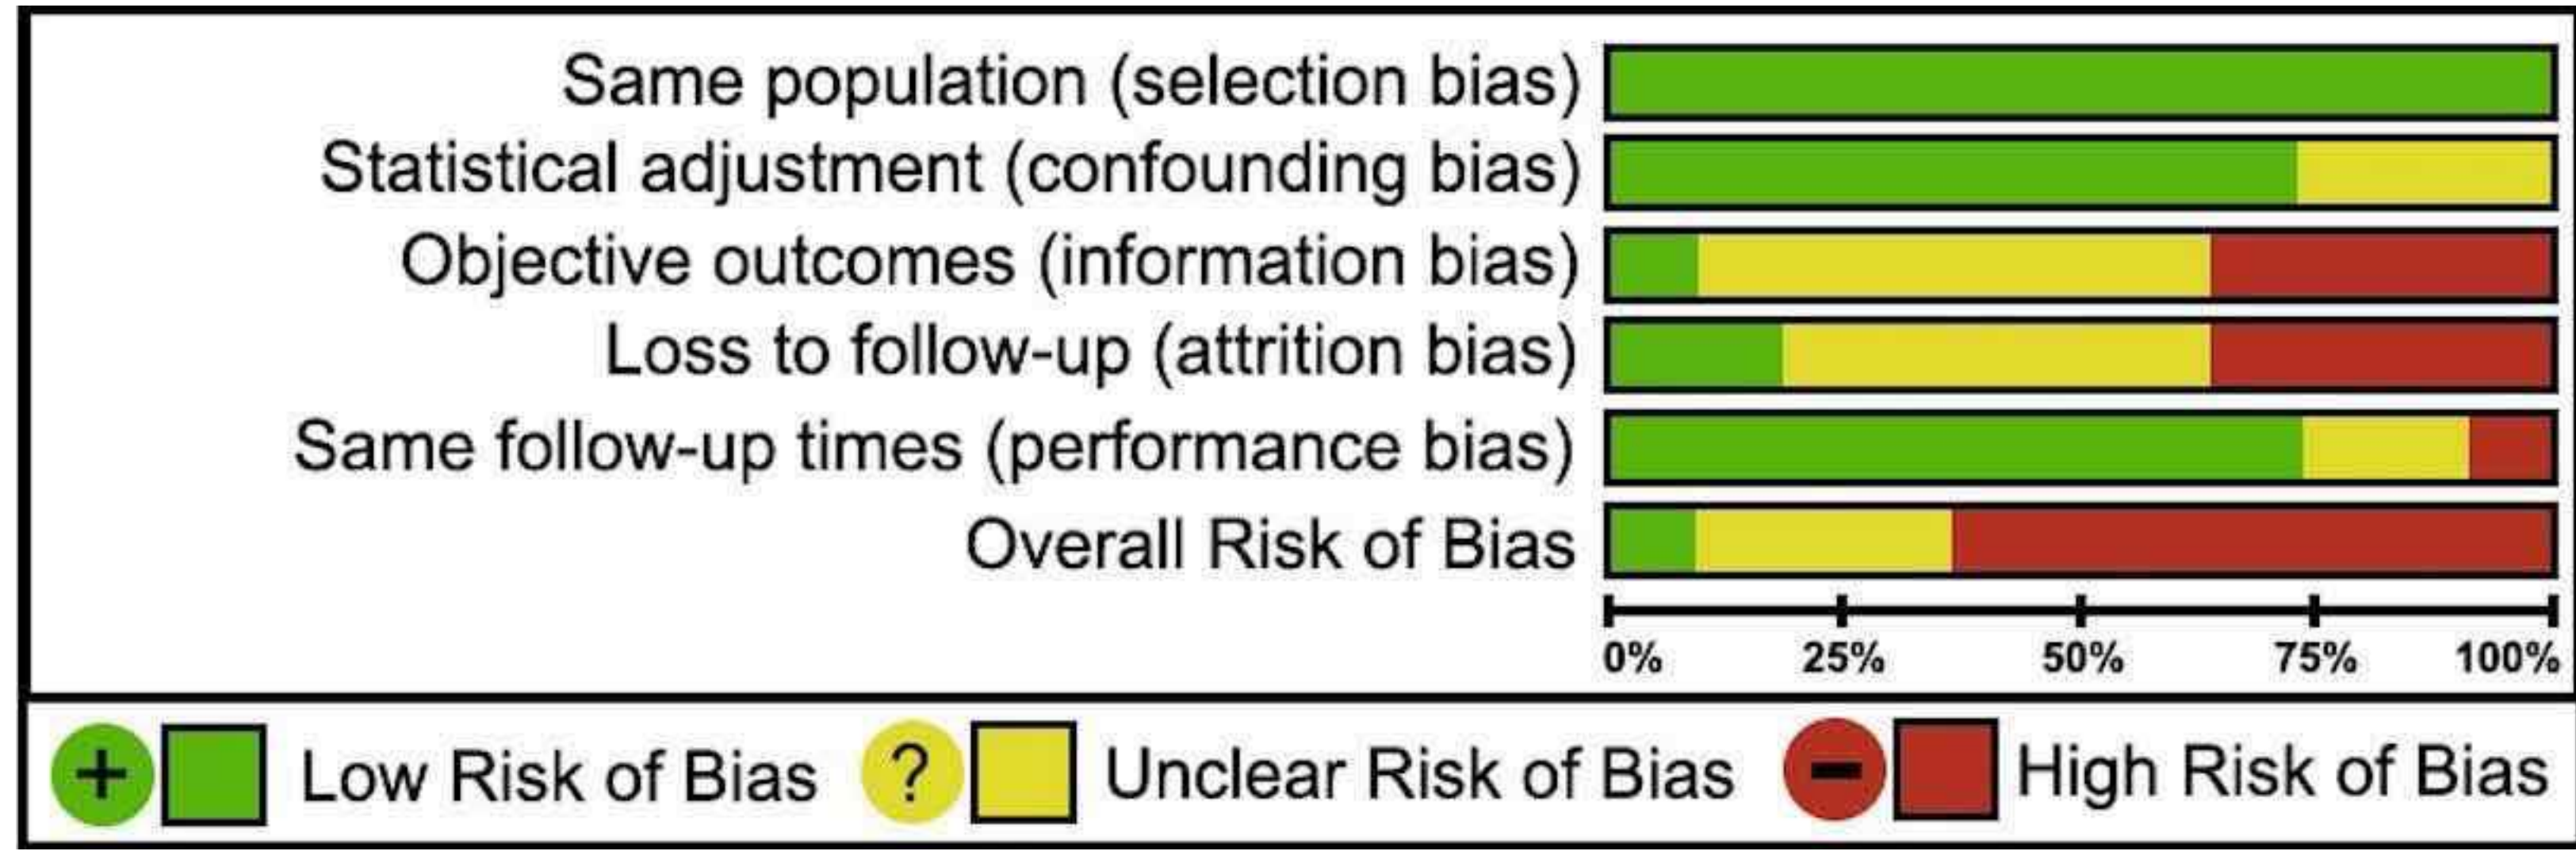 Same population (selection bias)
Statistical adjustment (confounding bias)
Objective outcomes (information bias)
Loss to follow-up (attrition bias)
Same follow-up times (performance bias)
Overall Risk of Bias
0% 25% 50% 75% 100%
+ Low Risk of Bias ? Unclear Risk of Bias − High Risk of Bias